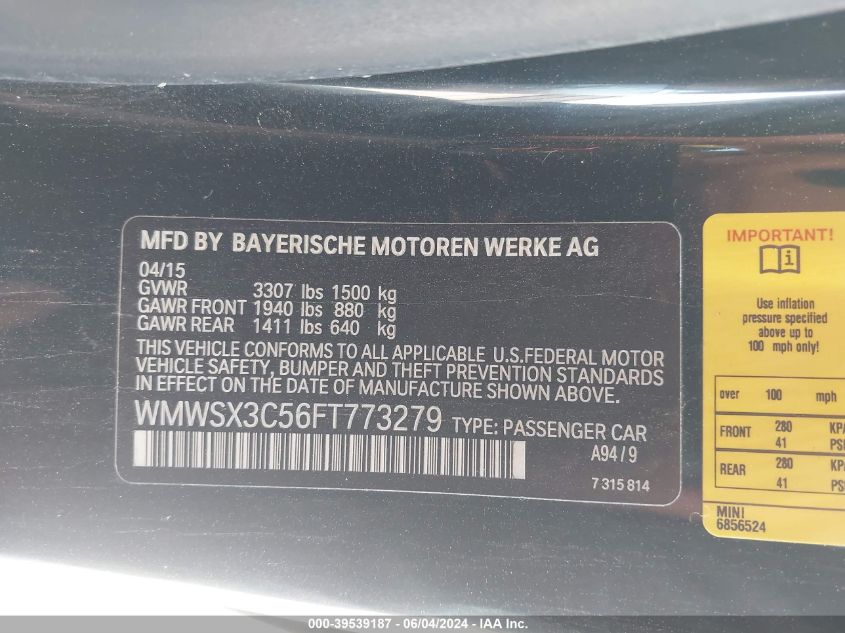 MFD BY BAYERISCHE MOTOREN WERKE AG
04/15
GVWR 3307 lbs 1500 kg
GAWR FRONT 1940 lbs 880 kg
GAWR REAR 1411 lbs 640 kg
THIS VEHICLE CONFORMS TO ALL APPLICABLE U.S.FEDERAL MOTOR
VEHICLE SAFETY, BUMPER AND THEFT PREVENTION STANDARDS
IN EFFECT ON THE DATE OF MANUFACTURE SHOWN ABOVE.
WMWSX3C56FT773279 TYPE: PASSENGER CAR
A94/9
7 315 814
IMPORTANT!
Use inflation
pressure specified
above up to
100 mph only!
over 100 mph
FRONT 280 KPA
41
REAR 280
41
MINI
6856524
000-39539187 - 06/04/2024 - IAAI, Inc.